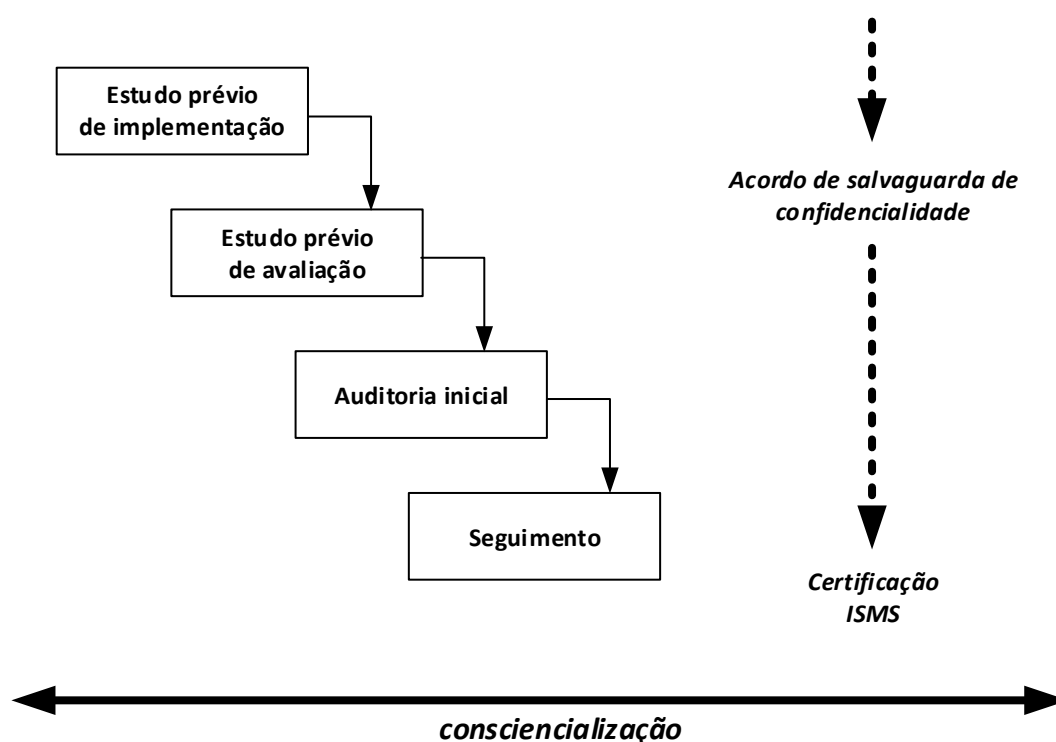 Estudo prévio
de implementação
Estudo prévio
de avaliação
Auditoria inicial
Seguimento
Acordo de salvaguarda de
confidencialidade
Certificação
ISMS
consciencialização